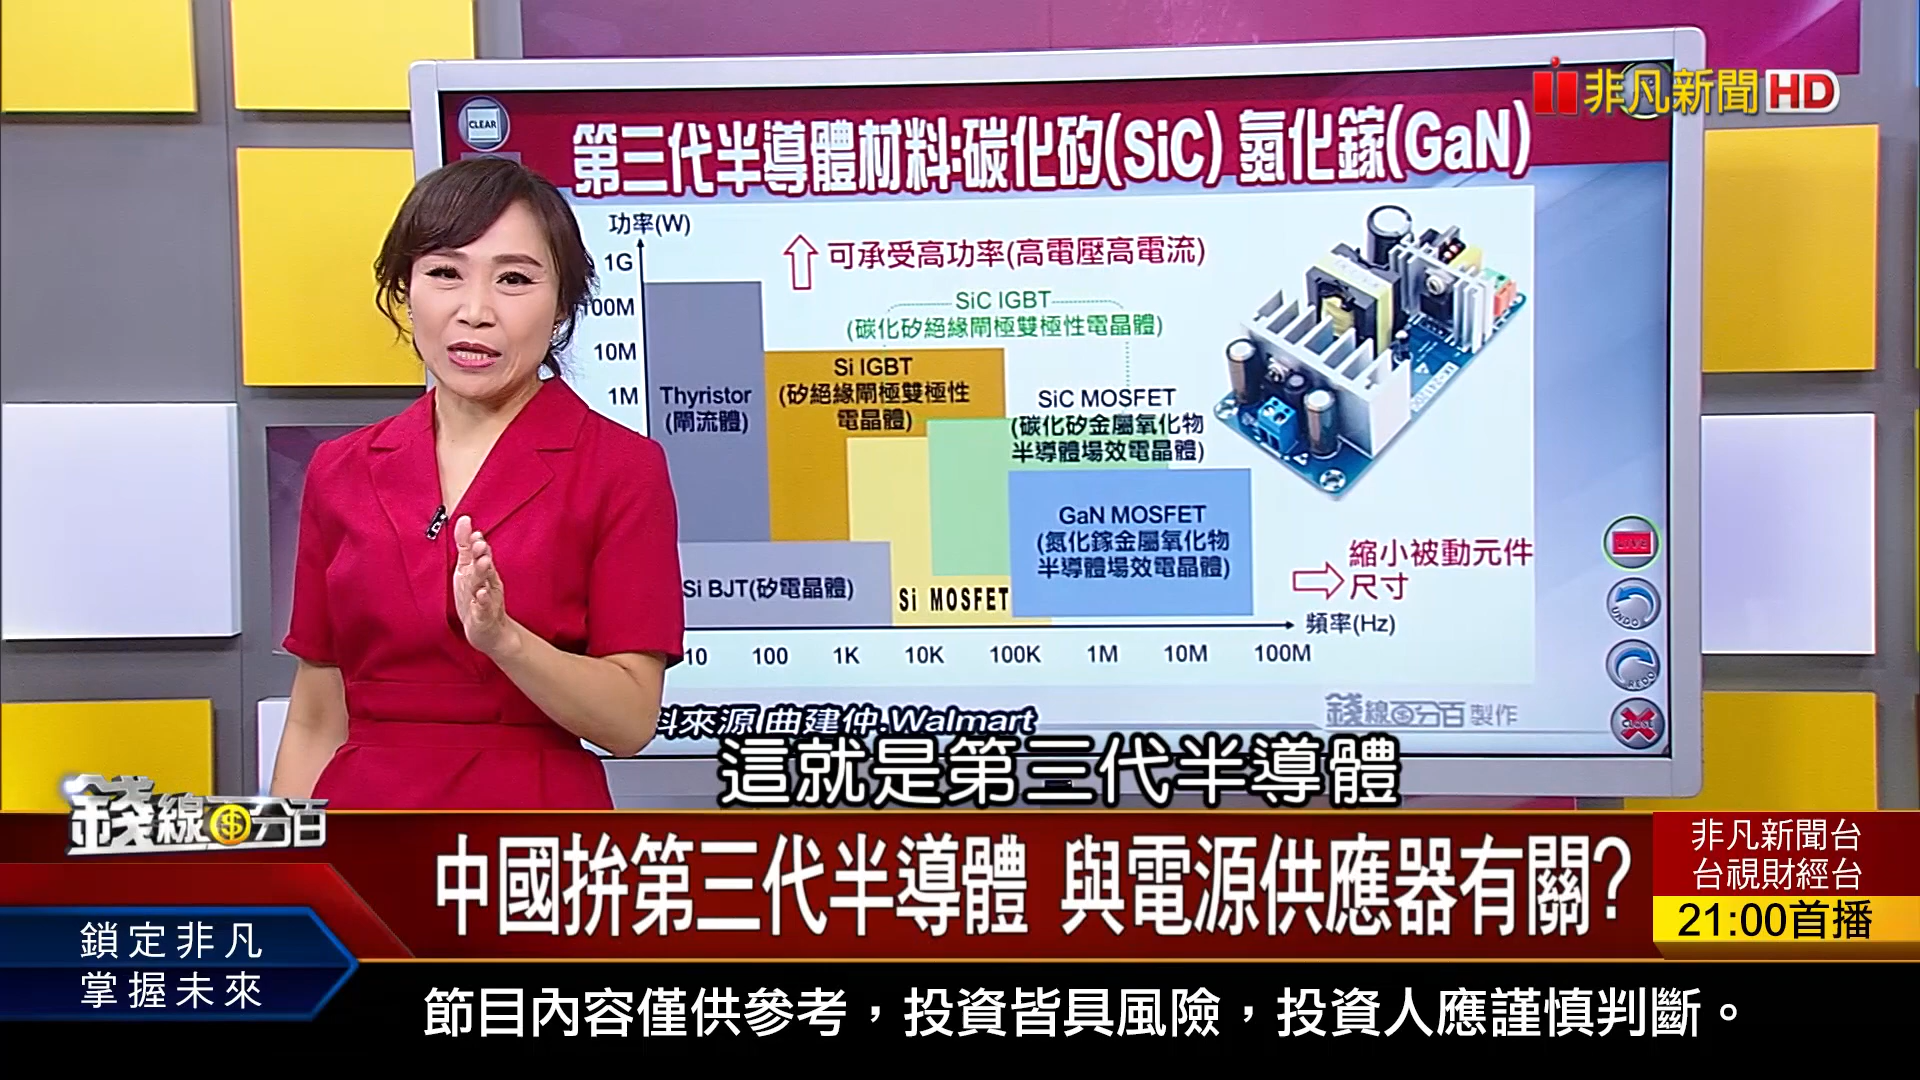 非凡新聞HD
CLEAR
第三代半導體材料:碳化矽(SiC) 氮化鎵(GaN)
功率(W)
1G
100M
10M
1M
可承受高功率(高電壓高電流)
SiC IGBT
(碳化矽絕緣閘極雙極性電晶體)
Thyristor
(閘流體)
Si IGBT
(矽絕緣閘極雙極性
電晶體)
SiC MOSFET
(碳化矽金屬氧化物
半導體場效電晶體)
GaN MOSFET
(氮化鎵金屬氧化物
半導體場效電晶體)
Si BJT(矽電晶體)
Si MOSFET
縮小被動元件
尺寸
頻率(Hz)
10 100 1K 10K 100K 1M 10M 100M
LIVE
UNDO
REDO
CLOSE
料來源 曲建仲.Walmart
錢線百分百 製作
這就是第三代半導體
錢線百分百
中國拚第三代半導體 與電源供應器有關?
非凡新聞台
台視財經台
21:00首播
鎖定非凡
掌握未來
節目內容僅供參考，投資皆具風險，投資人應謹慎判斷。